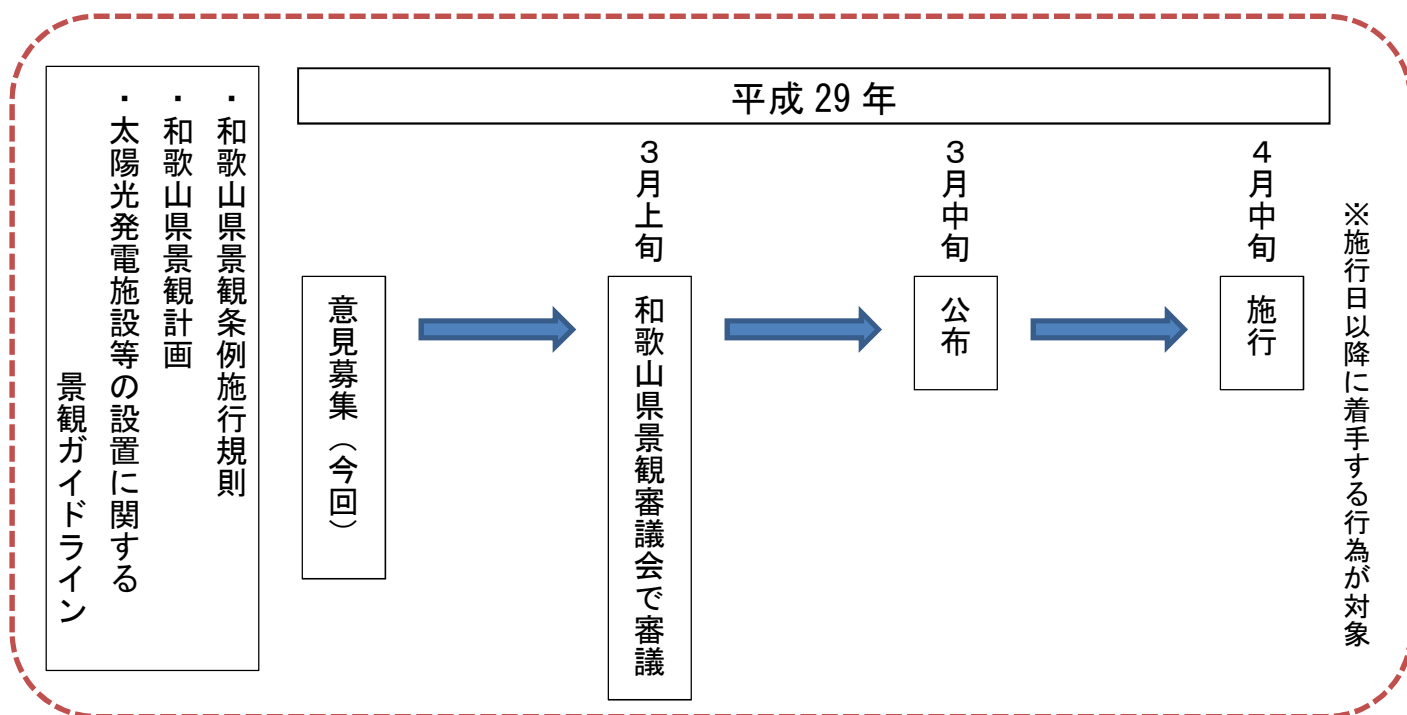 ・和歌山県景観条例施行規則
・和歌山県景観計画
・太陽光発電施設等の設置に関する
景観ガイドライン
平成 29 年
意見募集（今回）
３月上旬
和歌山県景観審議会で審議
３月中旬
公布
４月中旬
施行
※施行日以降に着手する行為が対象